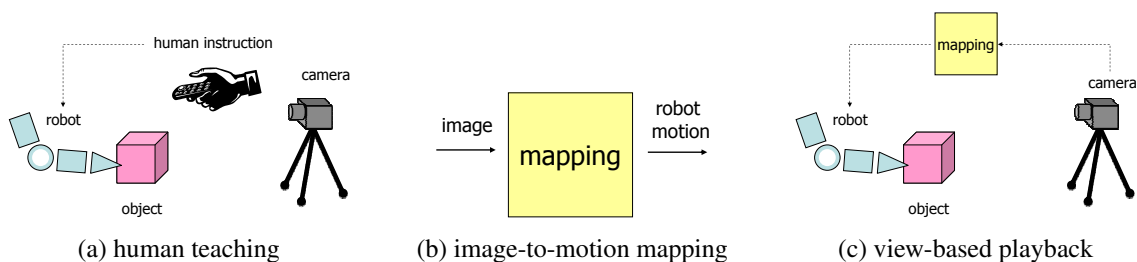 human instruction
camera
robot
object
(a) human teaching
image
mapping
robot
motion
(b) image-to-motion mapping
mapping
camera
robot
object
(c) view-based playback